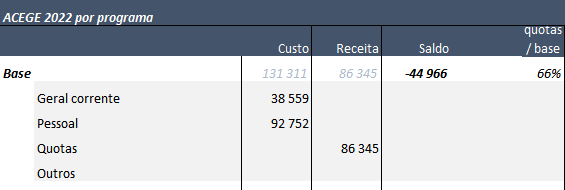 ACEGE 2022 por programa
quotas
Custo Receita Saldo / base
Base 131 311 86 345 -44 966 66%
Geral corrente 38 559
Pessoal 92 752
Quotas 86 345
Outros